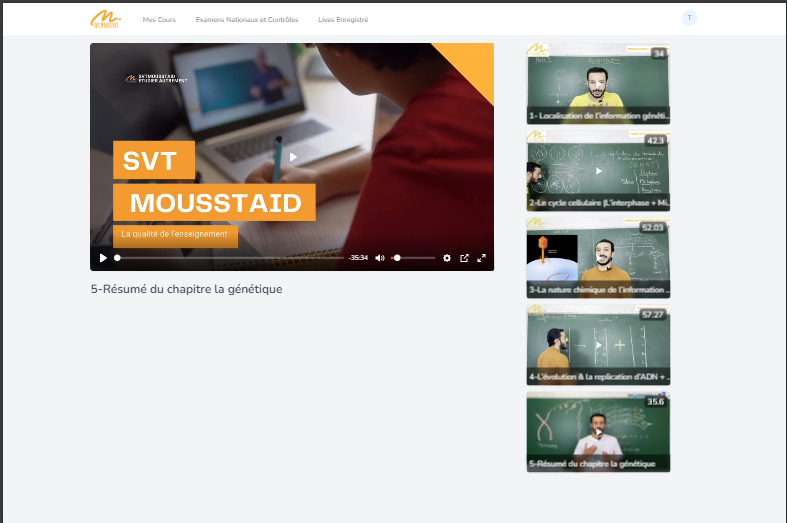 Mes Cours
Examens Nationaux et Contrôles
Lives Enregistré
T
SVTMOUSSTAID
ETUDIER AUTREMENT
SVT
MOUSSTAID
La qualité de l'enseignement
-35:34
5-Résumé du chapitre la génétique
34
1- Localisation de l'information généti...
42.3
2-Le cycle cellulaire (L'interphase + Mi...
52.03
3-La nature chimique de l'information ...
57.27
4-L'évolution & la replication d'ADN + ...
35.6
5-Résumé du chapitre la génétique